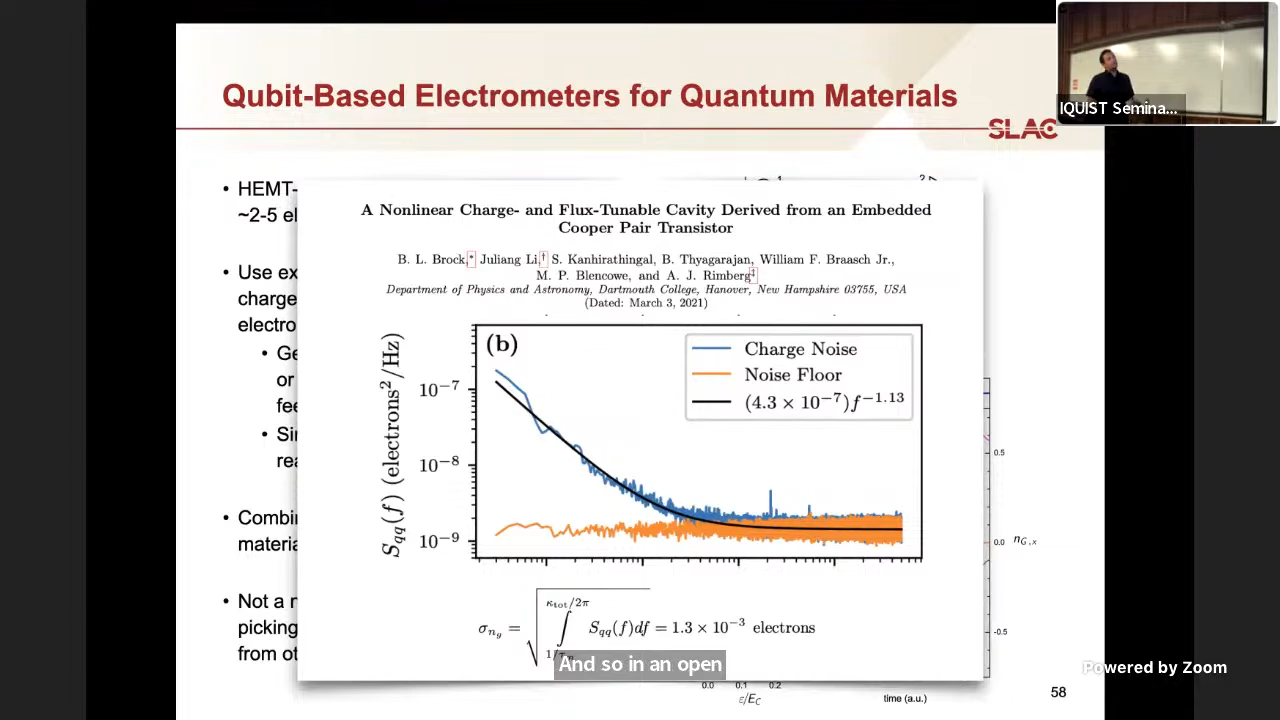 Qubit-Based Electrometers for Quantum Materials
SLAC
IQUIST Semina...
• HEMT-
~2-5 el
• Use ex
charge
electro
• Ge
or
fee
• Sin
rea
• Combi
materia
• Not a n
picking
from ot
A Nonlinear Charge- and Flux-Tunable Cavity Derived from an Embedded
Cooper Pair Transistor
B. L. Brock,* Juliang Li,† S. Kanhirathingal, B. Thyagarajan, William F. Braasch Jr.,
M. P. Blencowe, and A. J. Rimberg‡
Department of Physics and Astronomy, Dartmouth College, Hanover, New Hampshire 03755, USA
(Dated: March 3, 2021)
(b)
Charge Noise
Noise Floor
(4.3 × 10⁻⁷)f⁻¹·¹³
S_qq(f) (electrons²/Hz)
10⁻⁷
10⁻⁸
10⁻⁹
κ_tot/2π
σ_{n_g} = √∫ S_qq(f)df = 1.3 × 10⁻³ electrons
And so in an open
0.5
0.0
n_{G,x}
-0.5
0.0 0.1 0.2
ε/E_C
time (a.u.)
58
Powered by Zoom